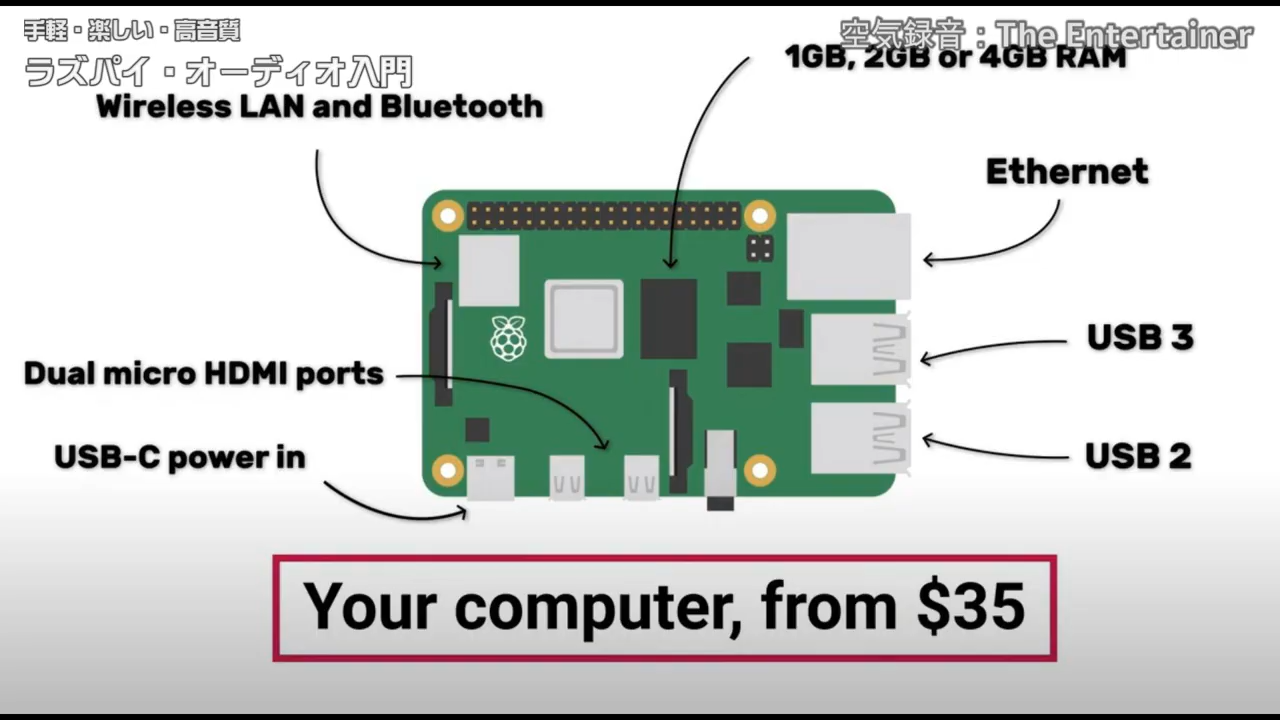 手軽・楽しい・高音質
ラズパイ・オーディオ入門
空気録音：The Entertainer
1GB, 2GB or 4GB RAM
Wireless LAN and Bluetooth
Ethernet
USB 3
Dual micro HDMI ports
USB-C power in
USB 2
Your computer, from $35